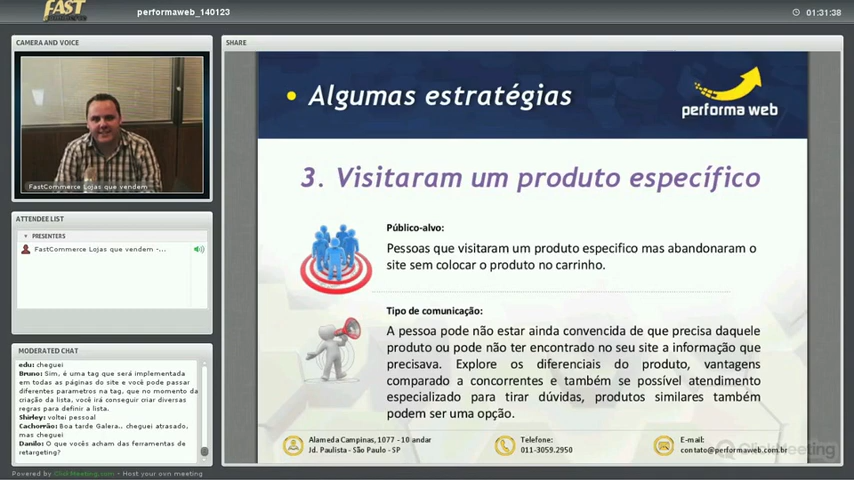 FAST
performaweb_140123
01:31:38
CAMERA AND VOICE
FastCommerce Lojas que vendem
ATTENDEE LIST
PRESENTERS
FastCommerce Lojas que vendem -...
MODERATED CHAT
edu: cheguei
Bruno: Sim, é uma tag que será implementada
em todas as páginas do site e você pode passar
diferentes parametros na tag, que no momento da
criação da lista, você irá conseguir criar diversas
regras para definir a lista.
Shirley: voltei pessoal
Cachorrão: Boa tarde Galera.. cheguei atrasado,
mas cheguei
Danilo: O que vocês acham das ferramentas de
retargeting?
SHARE
• Algumas estratégias
performa web
3. Visitaram um produto específico
Público-alvo:
Pessoas que visitaram um produto especifico mas abandonaram o
site sem colocar o produto no carrinho.
Tipo de comunicação:
A pessoa pode não estar ainda convencida de que precisa daquele
produto ou pode não ter encontrado no seu site a informação que
precisava. Explore os diferenciais do produto, vantagens
comparado a concorrentes e também se possível atendimento
especializado para tirar dúvidas, produtos similares também
podem ser uma opção.
Alameda Campinas, 1077 - 10 andar
Jd. Paulista - São Paulo - SP
Telefone:
011-3059.2950
E-mail:
contato@performaweb.com.br
ClickMeeting
Powered by ClickMeeting.com • Host your own meeting